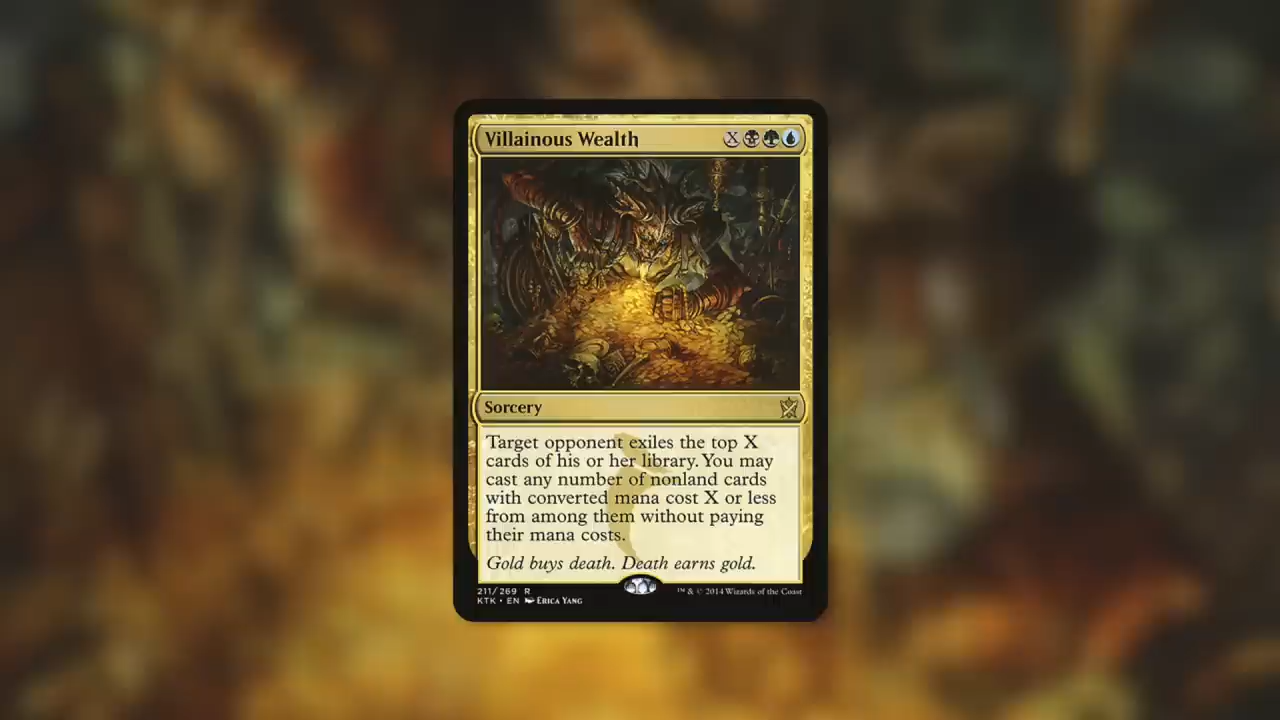 Villainous Wealth X
Sorcery
Target opponent exiles the top X
cards of his or her library. You may
cast any number of nonland cards
with converted mana cost X or less
from among them without paying
their mana costs.
Gold buys death. Death earns gold.
211/269 R
KTK • EN Erica Yang
™ & © 2014 Wizards of the Coast